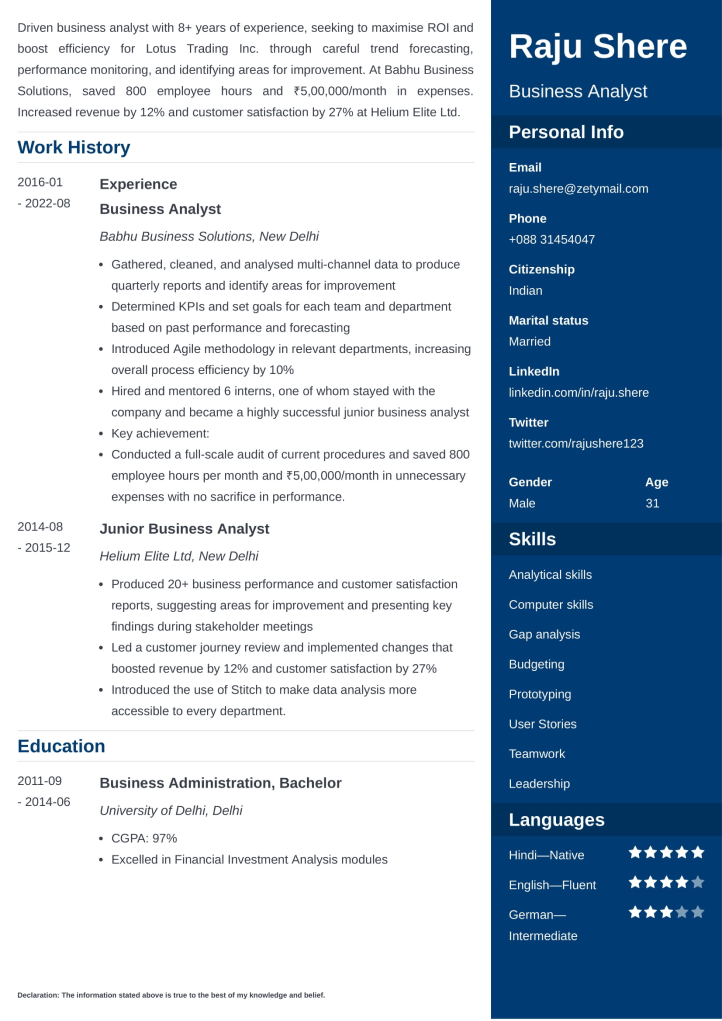 Driven business analyst with 8+ years of experience, seeking to maximise ROI and
boost efficiency for Lotus Trading Inc. through careful trend forecasting,
performance monitoring, and identifying areas for improvement. At Babhu Business
Solutions, saved 800 employee hours and ₹5,00,000/month in expenses.
Increased revenue by 12% and customer satisfaction by 27% at Helium Elite Ltd.
Work History
2016-01
- 2022-08
Experience
Business Analyst
Babhu Business Solutions, New Delhi
• Gathered, cleaned, and analysed multi-channel data to produce
quarterly reports and identify areas for improvement
• Determined KPIs and set goals for each team and department
based on past performance and forecasting
• Introduced Agile methodology in relevant departments, increasing
overall process efficiency by 10%
• Hired and mentored 6 interns, one of whom stayed with the
company and became a highly successful junior business analyst
• Key achievement:
• Conducted a full-scale audit of current procedures and saved 800
employee hours per month and ₹5,00,000/month in unnecessary
expenses with no sacrifice in performance.
2014-08
- 2015-12
Junior Business Analyst
Helium Elite Ltd, New Delhi
• Produced 20+ business performance and customer satisfaction
reports, suggesting areas for improvement and presenting key
findings during stakeholder meetings
• Led a customer journey review and implemented changes that
boosted revenue by 12% and customer satisfaction by 27%
• Introduced the use of Stitch to make data analysis more
accessible to every department.
Education
2011-09
- 2014-06
Business Administration, Bachelor
University of Delhi, Delhi
• CGPA: 97%
• Excelled in Financial Investment Analysis modules
Declaration: The information stated above is true to the best of my knowledge and belief.
Raju Shere
Business Analyst
Personal Info
Email
raju.shere@zetymail.com
Phone
+088 31454047
Citizenship
Indian
Marital status
Married
LinkedIn
linkedin.com/in/raju.shere
Twitter
twitter.com/rajushere123
Gender Age
Male 31
Skills
Analytical skills
Computer skills
Gap analysis
Budgeting
Prototyping
User Stories
Teamwork
Leadership
Languages
Hindi—Native
English—Fluent
German—
Intermediate